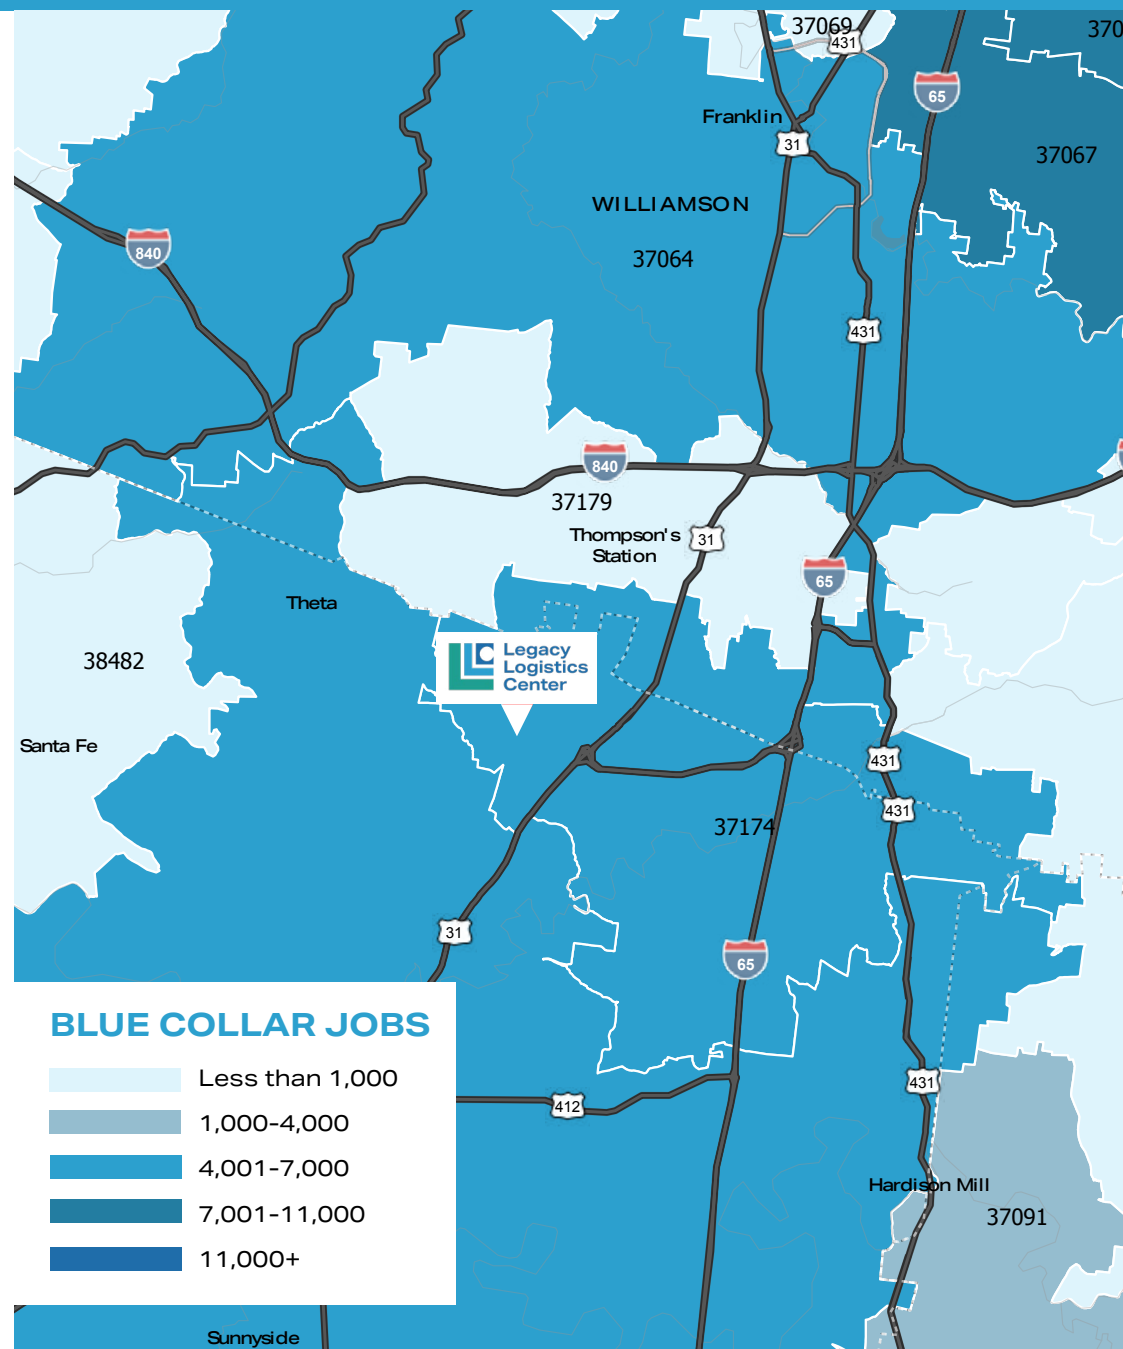 37069
431
370
65
Franklin
31
37067
WILLIAMSON
840
37064
431
840
37179
Thompson's
Station
31
65
Theta
Legacy
Logistics
Center
38482
Santa Fe
431
431
37174
31
65
BLUE COLLAR JOBS
Less than 1,000
1,000-4,000
4,001-7,000
7,001-11,000
11,000+
412
431
Hardison Mill
37091
Sunnyside